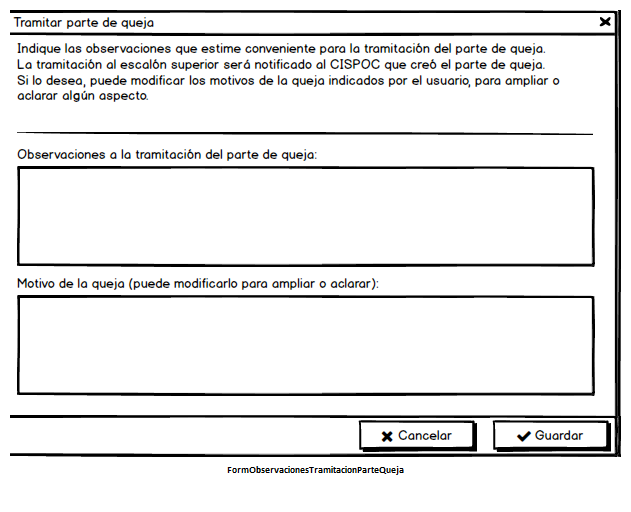 Tramitar parte de queja
Indique las observaciones que estime conveniente para la tramitación del parte de queja.
La tramitación al escalón superior será notificado al CISPOC que creó el parte de queja.
Si lo desea, puede modificar los motivos de la queja indicados por el usuario, para ampliar o
aclarar algún aspecto.
Observaciones a la tramitación del parte de queja:
Motivo de la queja (puede modificarlo para ampliar o aclarar):
Cancelar
Guardar
FormObservacionesTramitacionParteQueja